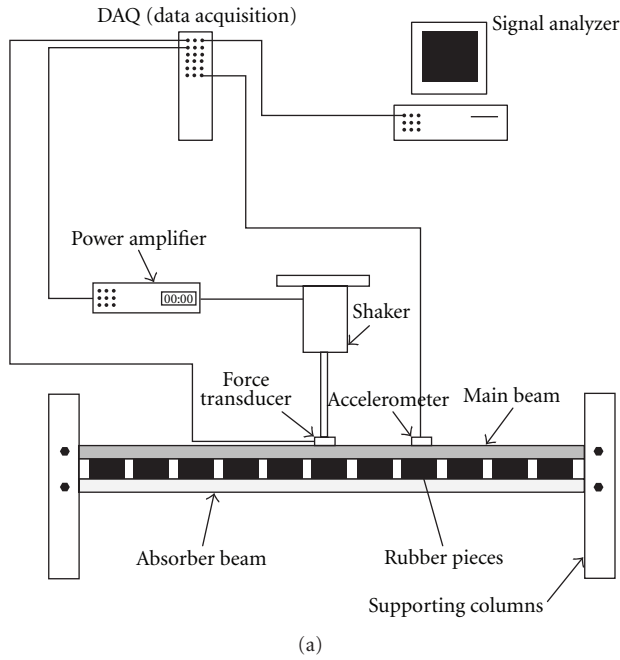 DAQ (data acquisition)
Signal analyzer
Power amplifier
00:00
Shaker
Force
transducer
Accelerometer
Main beam
Absorber beam
Rubber pieces
Supporting columns
(a)